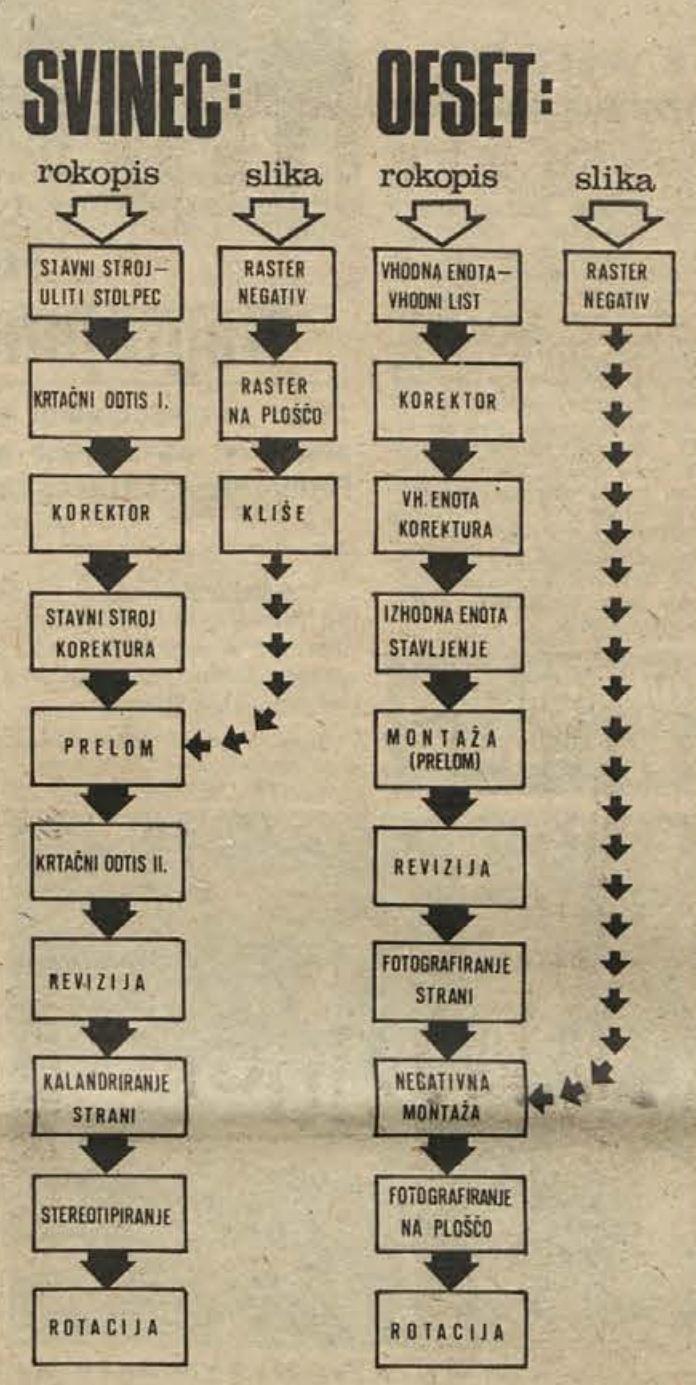 SVINEC:
rokopis
STAVNI STROJ—
ULITI STOLPEC
KRTAČNI ODTIS I.
KOREKTOR
STAVNI STROJ
KOREKTURA
PRELOM
KRTAČNI ODTIS II.
REVIZIJA
KALANDRIRANJE
STRANI
STEREOTIPIRANJE
ROTACIJA
slika
RASTER
NEGATIV
RASTER
NA PLOŠČO
KLIŠE
OFSET:
rokopis
VHODNA ENOTA—
VHODNI LIST
KOREKTOR
VH. ENOTA
KOREKTURA
IZHODNA ENOTA
STAVLJENJE
MONTAŽA
(PRELOM)
REVIZIJA
FOTOGRAFIRANJE
STRANI
NEGATIVNA
MONTAŽA
FOTOGRAFIRANJE
NA PLOŠČO
ROTACIJA
slika
RASTER
NEGATIV